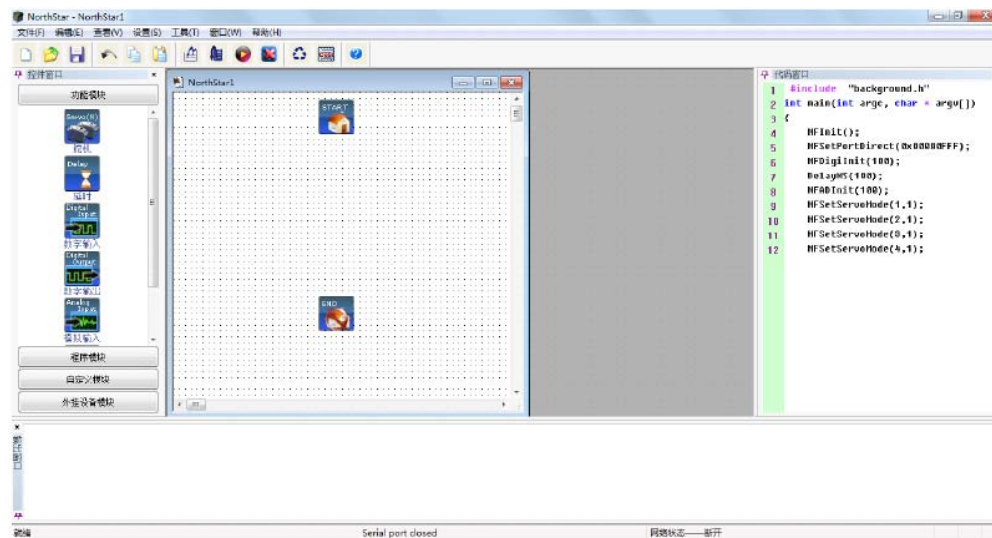 NorthStar - NorthStar1
文件(F) 编辑(E) 查看(V) 设置(S) 工具(T) 窗口(W) 帮助(H)
控件窗口
功能模块
Servo(N)
舵机
Delay
延时
Digital Input
数字输入
Digital Output
数字输出
Analog Input
模拟输入
程序模块
自定义模块
外挂设备模块
NorthStar1
START
END
代码窗口
1 #include "background.h"
2 int main(int argc, char * argv[])
3 {
4 MFInit();
5 MFSetPortDirect(0x00000FFF);
6 MFDigiInit(100);
7 DelayMS(100);
8 MFADInit(100);
9 MFSetServoMode(1,1);
10 MFSetServoMode(2,1);
11 MFSetServoMode(3,1);
12 MFSetServoMode(4,1);
就绪
Serial port closed
网络状态——断开